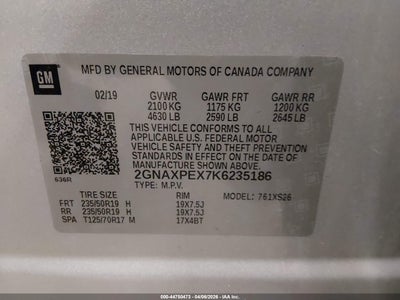 GM MFD BY GENERAL MOTORS OF CANADA COMPANY
02/19 GVWR GAWR FRT GAWR RR
2100 KG 1175 KG 1200 KG
4630 LB 2590 LB 2645 LB
THIS VEHICLE CONFORMS TO ALL
APPLICABLE U.S. FEDERAL MOTOR
VEHICLE SAFETY, BUMPER, AND THEFT
PREVENTION STANDARDS IN EFFECT ON
THE DATE OF MANUFACTURE SHOWN ABOVE.
2GNAXPEX7K6235186
636R TYPE: M.P.V. MODEL: 761XS26
TIRE SIZE RIM
FRT 235/50R19 H 19X7.5J
RR 235/50R19 H 19X7.5J
SPA T125/70R17 M 17X4BT
000-44750473 - 04/06/2026 - IAAI.COM